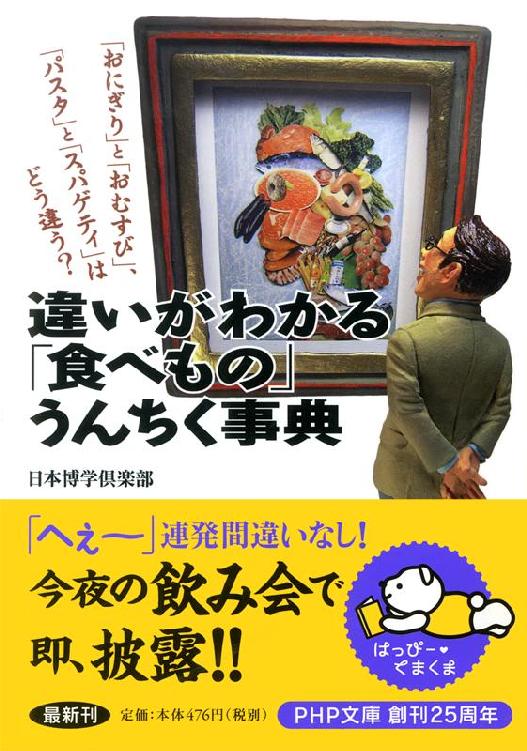 「おにぎり」と「おむすび」、
「パスタ」と「スパゲティ」は
どう違う？
違いがわかる
「食べもの」
うんちく事典
日本博学倶楽部
「へぇー」連発間違いなし！
今夜の飲み会で
即、披露!!
はっぴー♥
てまくま
最新刊
定価：本体476円（税別）
PHP文庫 創刊25周年